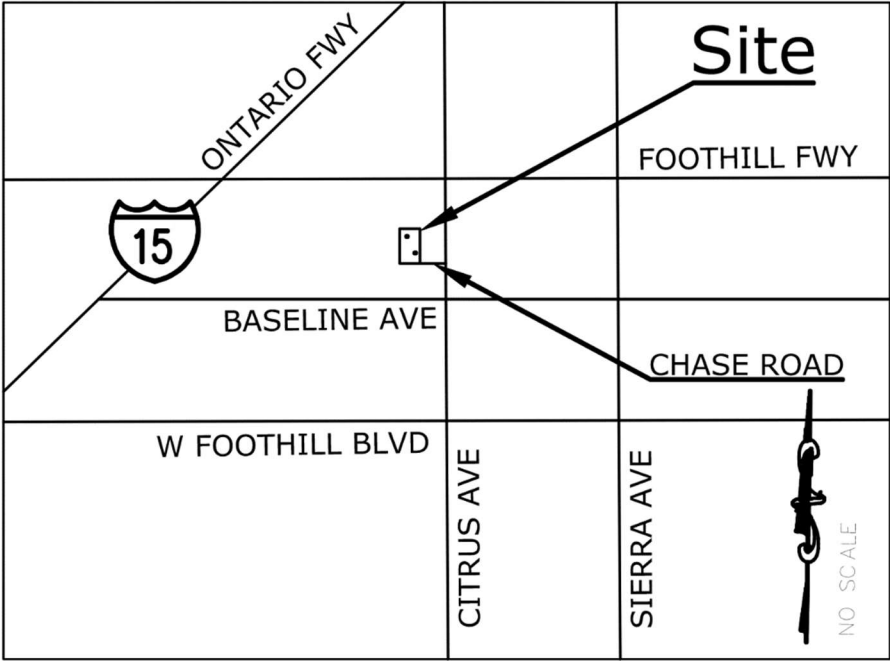 Site
ONTARIO FWY
FOOTHILL FWY
15
BASELINE AVE
CHASE ROAD
W FOOTHILL BLVD
CITRUS AVE
SIERRA AVE
NO SCALE